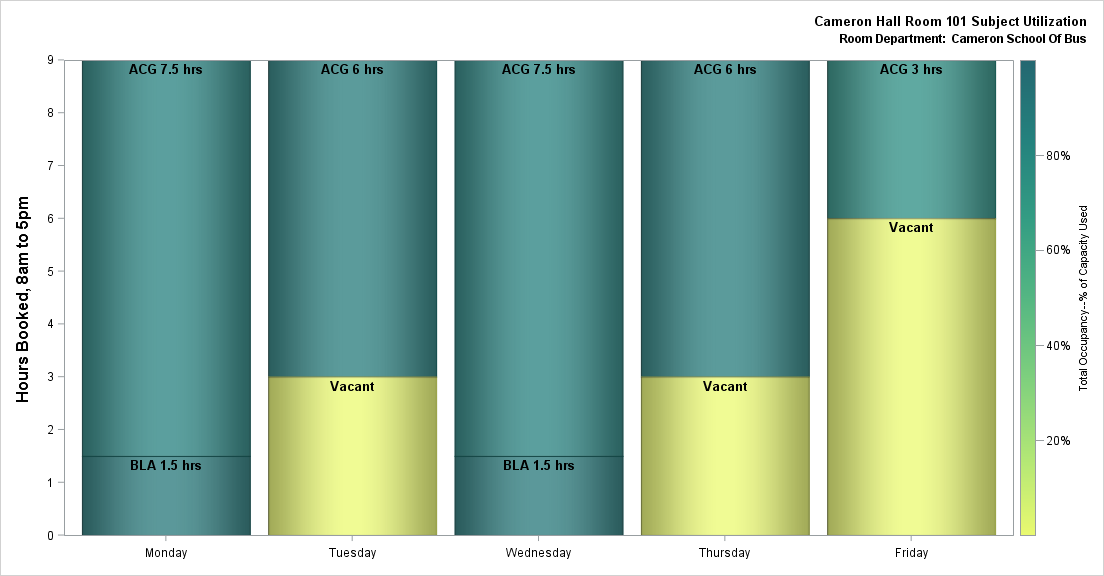 Cameron Hall Room 101 Subject Utilization
Room Department: Cameron School Of Bus
Hours Booked, 8am to 5pm
9
8
7
6
5
4
3
2
1
0
ACG 7.5 hrs
BLA 1.5 hrs
ACG 6 hrs
Vacant
ACG 7.5 hrs
BLA 1.5 hrs
ACG 6 hrs
Vacant
ACG 3 hrs
Vacant
Monday
Tuesday
Wednesday
Thursday
Friday
80%
60%
40%
20%
Total Occupancy--% of Capacity Used